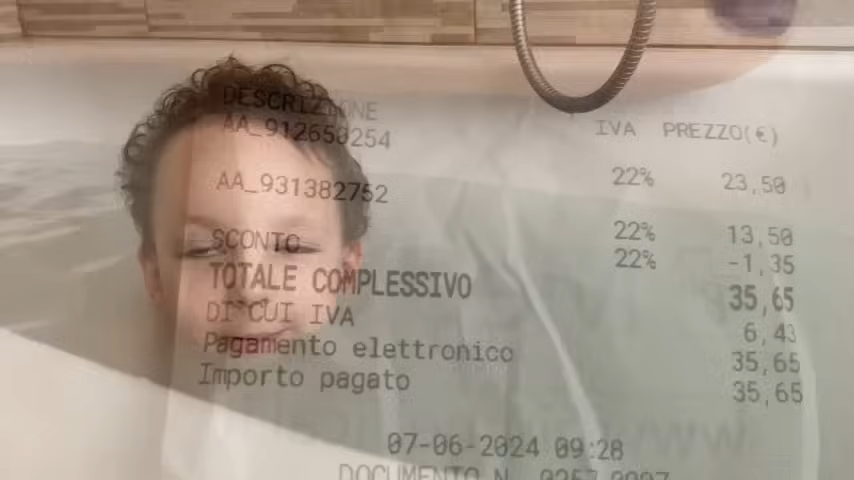 DESCRIZIONE IVA PREZZO(€)
AA_912650254 22% 23,50
AA_931382752 22% 13,50
SCONTO 22% -1,35
TOTALE COMPLESSIVO 35,65
DI CUI IVA 6,43
Pagamento elettronico 35,65
Importo pagato 35,65
07-06-2024 09:28
DOCUMENTO N.